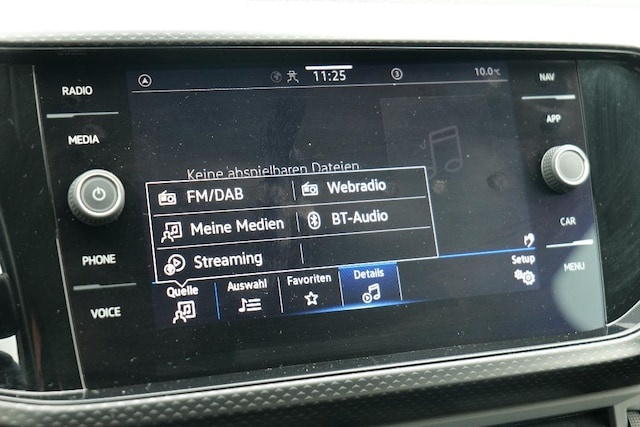 RADIO
MEDIA
PHONE
VOICE
11:25
3
10.0°C
Keine abspielbaren Dateien
FM/DAB
Webradio
Meine Medien
BT-Audio
Streaming
Quelle
Auswahl
Favoriten
Details
Setup
NAV
APP
CAR
MENU